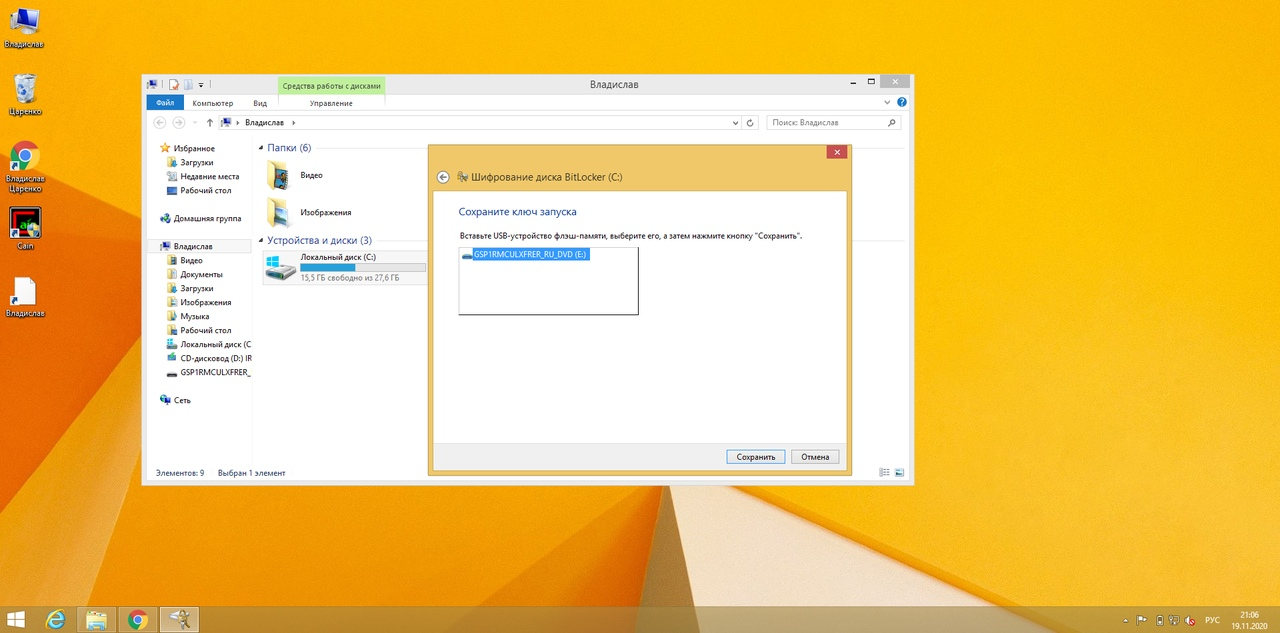 Владислав
Царенко
Владислав
Царенко
Cain
Владислав
Средства работы с дисками
Владислав
Файл
Компьютер
Вид
Управление
Владислав
Поиск: Владислав
Избранное
Загрузки
Недавние места
Рабочий стол
Домашняя группа
Владислав
Видео
Документы
Загрузки
Изображения
Музыка
Рабочий стол
Локальный диск (C
CD-дисковод (D:) IR
GSP1RMCULXFRER_
Сеть
Папки (6)
Видео
Изображения
Устройства и диски (3)
Локальный диск (C:)
15,5 ГБ свободно из 27,6 ГБ
Шифрование диска BitLocker (C:)
Сохраните ключ запуска
Вставьте USB-устройство флэш-памяти, выберите его, а затем нажмите кнопку "Сохранить".
GSP1RMCULXFRER_RU_DVD (E:)
Сохранить
Отмена
Элементов: 9
Выбран 1 элемент
РУС
21:06
19.11.2020